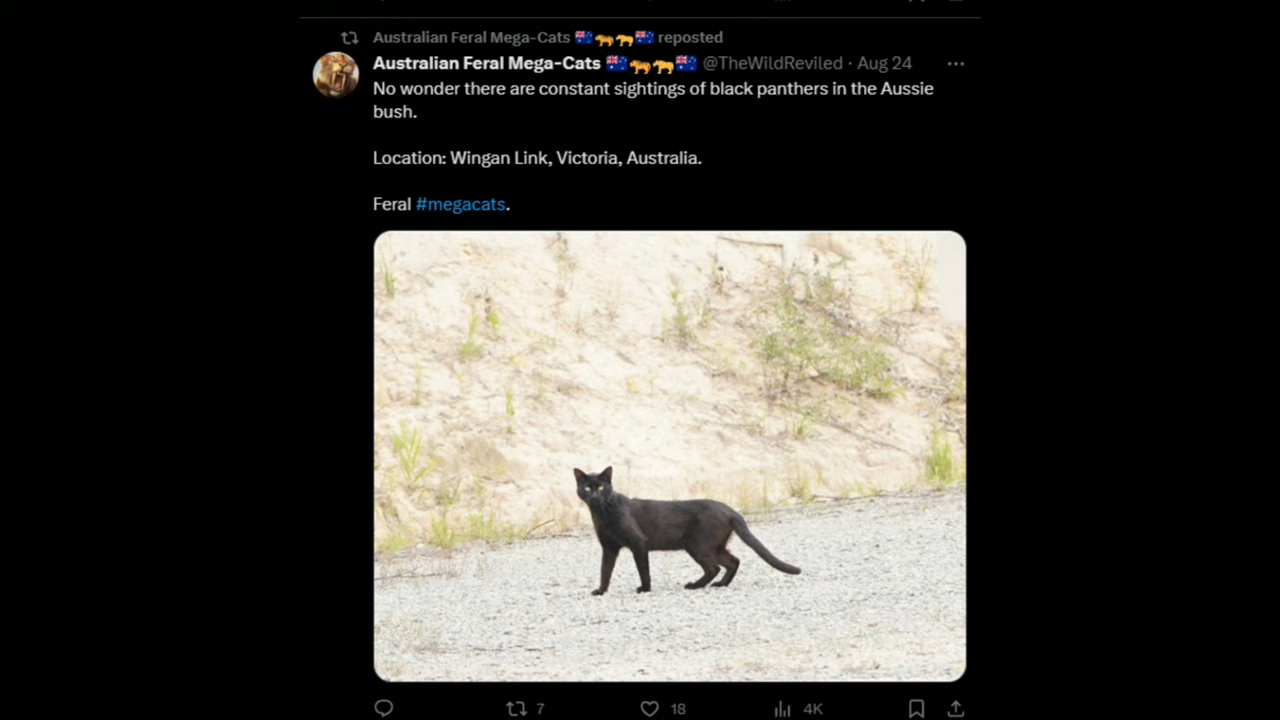 Australian Feral Mega-Cats 🇦🇺🐅🐆🇦🇺 reposted
Australian Feral Mega-Cats 🇦🇺🐅🐆🇦🇺 @TheWildReviled · Aug 24
No wonder there are constant sightings of black panthers in the Aussie
bush.
Location: Wingan Link, Victoria, Australia.
Feral #megacats.
7 18 4K